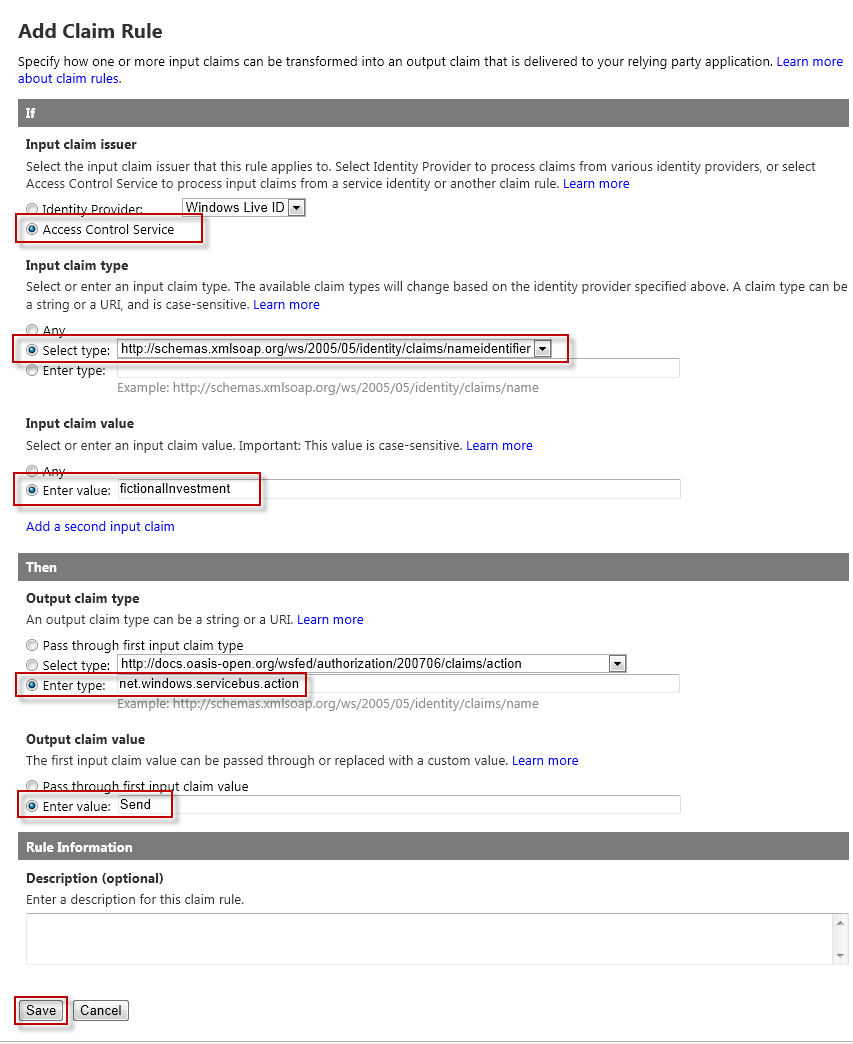 Add Claim Rule
Specify how one or more input claims can be transformed into an output claim that is delivered to your relying party application. Learn more
about claim rules.
If
Input claim issuer
Select the input claim issuer that this rule applies to. Select Identity Provider to process claims from various identity providers, or select
Access Control Service to process input claims from a service identity or another claim rule. Learn more
Identity Provider: Windows Live ID
Access Control Service
Input claim type
Select or enter an input claim type. The available claim types will change based on the identity provider specified above. A claim type can be
a string or a URI, and is case-sensitive. Learn more
Any
Select type: http://schemas.xmlsoap.org/ws/2005/05/identity/claims/nameidentifier
Enter type:
Example: http://schemas.xmlsoap.org/ws/2005/05/identity/claims/name
Input claim value
Select or enter an input claim value. Important: This value is case-sensitive. Learn more
Any
Enter value: fictionalInvestment
Add a second input claim
Then
Output claim type
An output claim type can be a string or a URI. Learn more
Pass through first input claim type
Select type: http://docs.oasis-open.org/wsfed/authorization/200706/claims/action
Enter type: net.windows.servicebus.action
Example: http://schemas.xmlsoap.org/ws/2005/05/identity/claims/name
Output claim value
The first input claim value can be passed through or replaced with a custom value. Learn more
Pass through first input claim value
Enter value: Send
Rule Information
Description (optional)
Enter a description for this claim rule.
Save Cancel